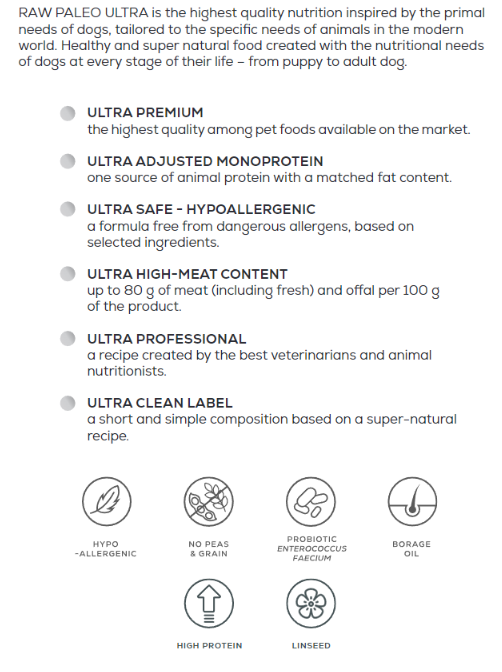 RAW PALEO ULTRA is the highest quality nutrition inspired by the primal
needs of dogs, tailored to the specific needs of animals in the modern
world. Healthy and super natural food created with the nutritional needs
of dogs at every stage of their life – from puppy to adult dog.
ULTRA PREMIUM
the highest quality among pet foods available on the market.
ULTRA ADJUSTED MONOPROTEIN
one source of animal protein with a matched fat content.
ULTRA SAFE - HYPOALLERGENIC
a formula free from dangerous allergens, based on
selected ingredients.
ULTRA HIGH-MEAT CONTENT
up to 80 g of meat (including fresh) and offal per 100 g
of the product.
ULTRA PROFESSIONAL
a recipe created by the best veterinarians and animal
nutritionists.
ULTRA CLEAN LABEL
a short and simple composition based on a super-natural
recipe.
HYPO
-ALLERGENIC
NO PEAS
& GRAIN
PROBIOTIC
ENTEROCOCCUS
FAECIUM
BORAGE
OIL
HIGH PROTEIN
LINSEED